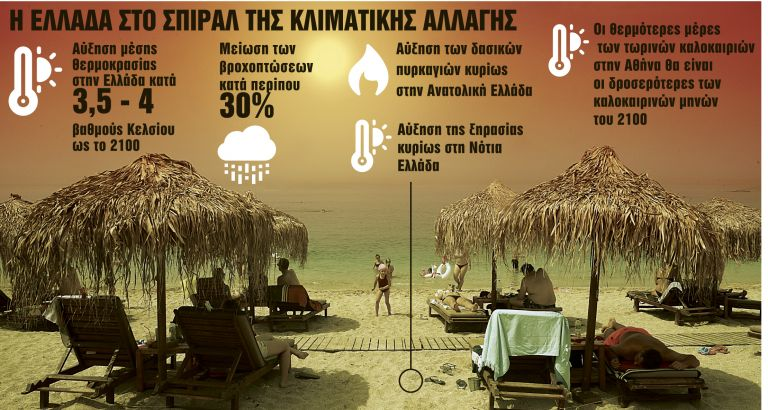 Η ΕΛΛΑΔΑ ΣΤΟ ΣΠΙΡΑΛ ΤΗΣ ΚΛΙΜΑΤΙΚΗΣ ΑΛΛΑΓΗΣ
Αύξηση μέσης
θερμοκρασίας
στην Ελλάδα κατά
3,5 - 4
βαθμούς Κελσίου
ως το 2100
Μείωση των
βροχοπτώσεων
κατά περίπου
30%
Αύξηση των δασικών
πυρκαγιών κυρίως
στην Ανατολική Ελλάδα
Αύξηση της ξηρασίας
κυρίως στη Νότια
Ελλάδα
Οι θερμότερες μέρες
των τωρινών καλοκαιριών
στην Αθήνα θα είναι
οι δροσερότερες των
καλοκαιρινών μηνών
του 2100